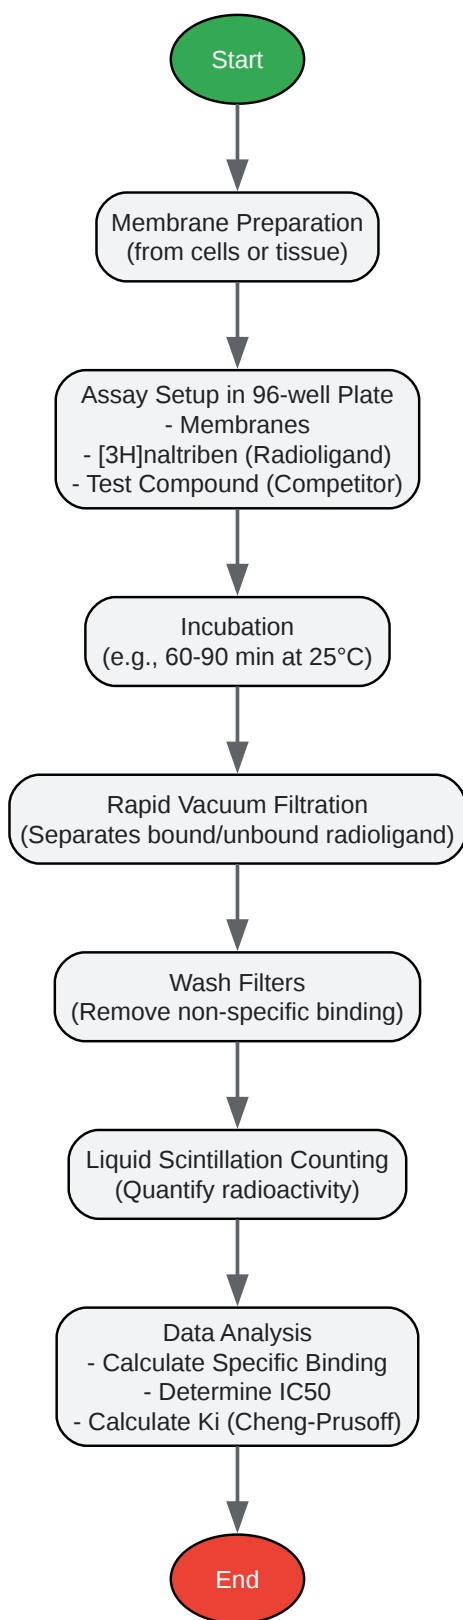 Start
Membrane Preparation
(from cells or tissue)
Assay Setup in 96-well Plate
- Membranes
- [3H]naltriben (Radioligand)
- Test Compound (Competitor)
Incubation
(e.g., 60-90 min at 25°C)
Rapid Vacuum Filtration
(Separates bound/unbound radioligand)
Wash Filters
(Remove non-specific binding)
Liquid Scintillation Counting
(Quantify radioactivity)
Data Analysis
- Calculate Specific Binding
- Determine IC50
- Calculate Ki (Cheng-Prusoff)
End